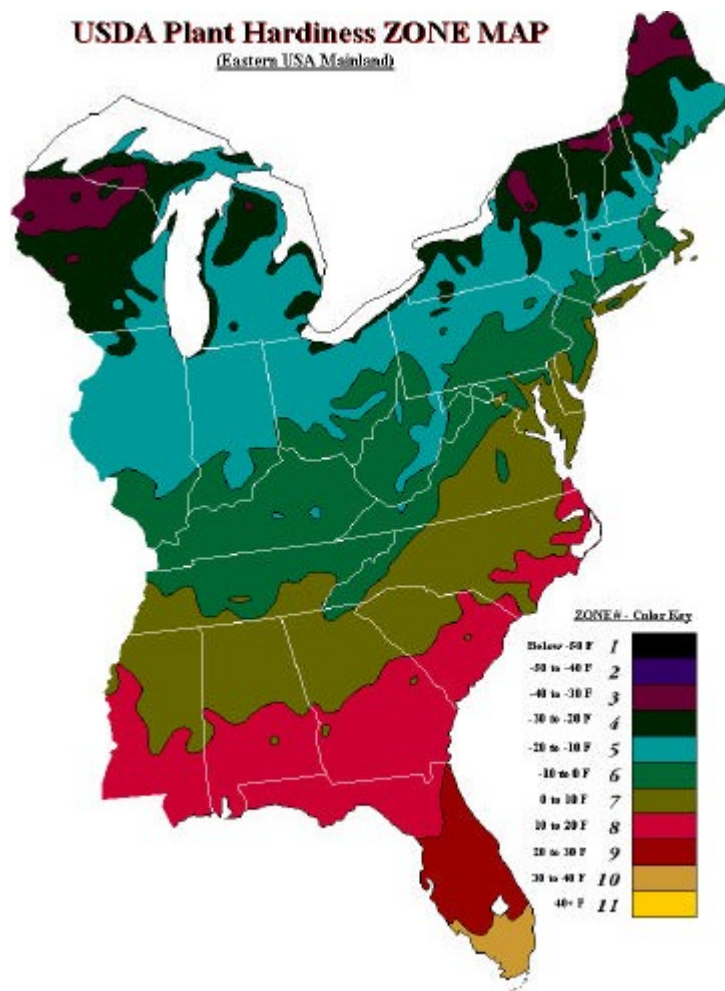 USDA Plant Hardiness ZONE MAP
(Eastern USA Mainland)
ZONE# - Color Key
Below -50 F 1
-50 to -40 F 2
-40 to -30 F 3
-30 to -20 F 4
-20 to -10 F 5
-10 to 0 F 6
0 to 10 F 7
10 to 20 F 8
20 to 30 F 9
30 to 40 F 10
40+ F 11